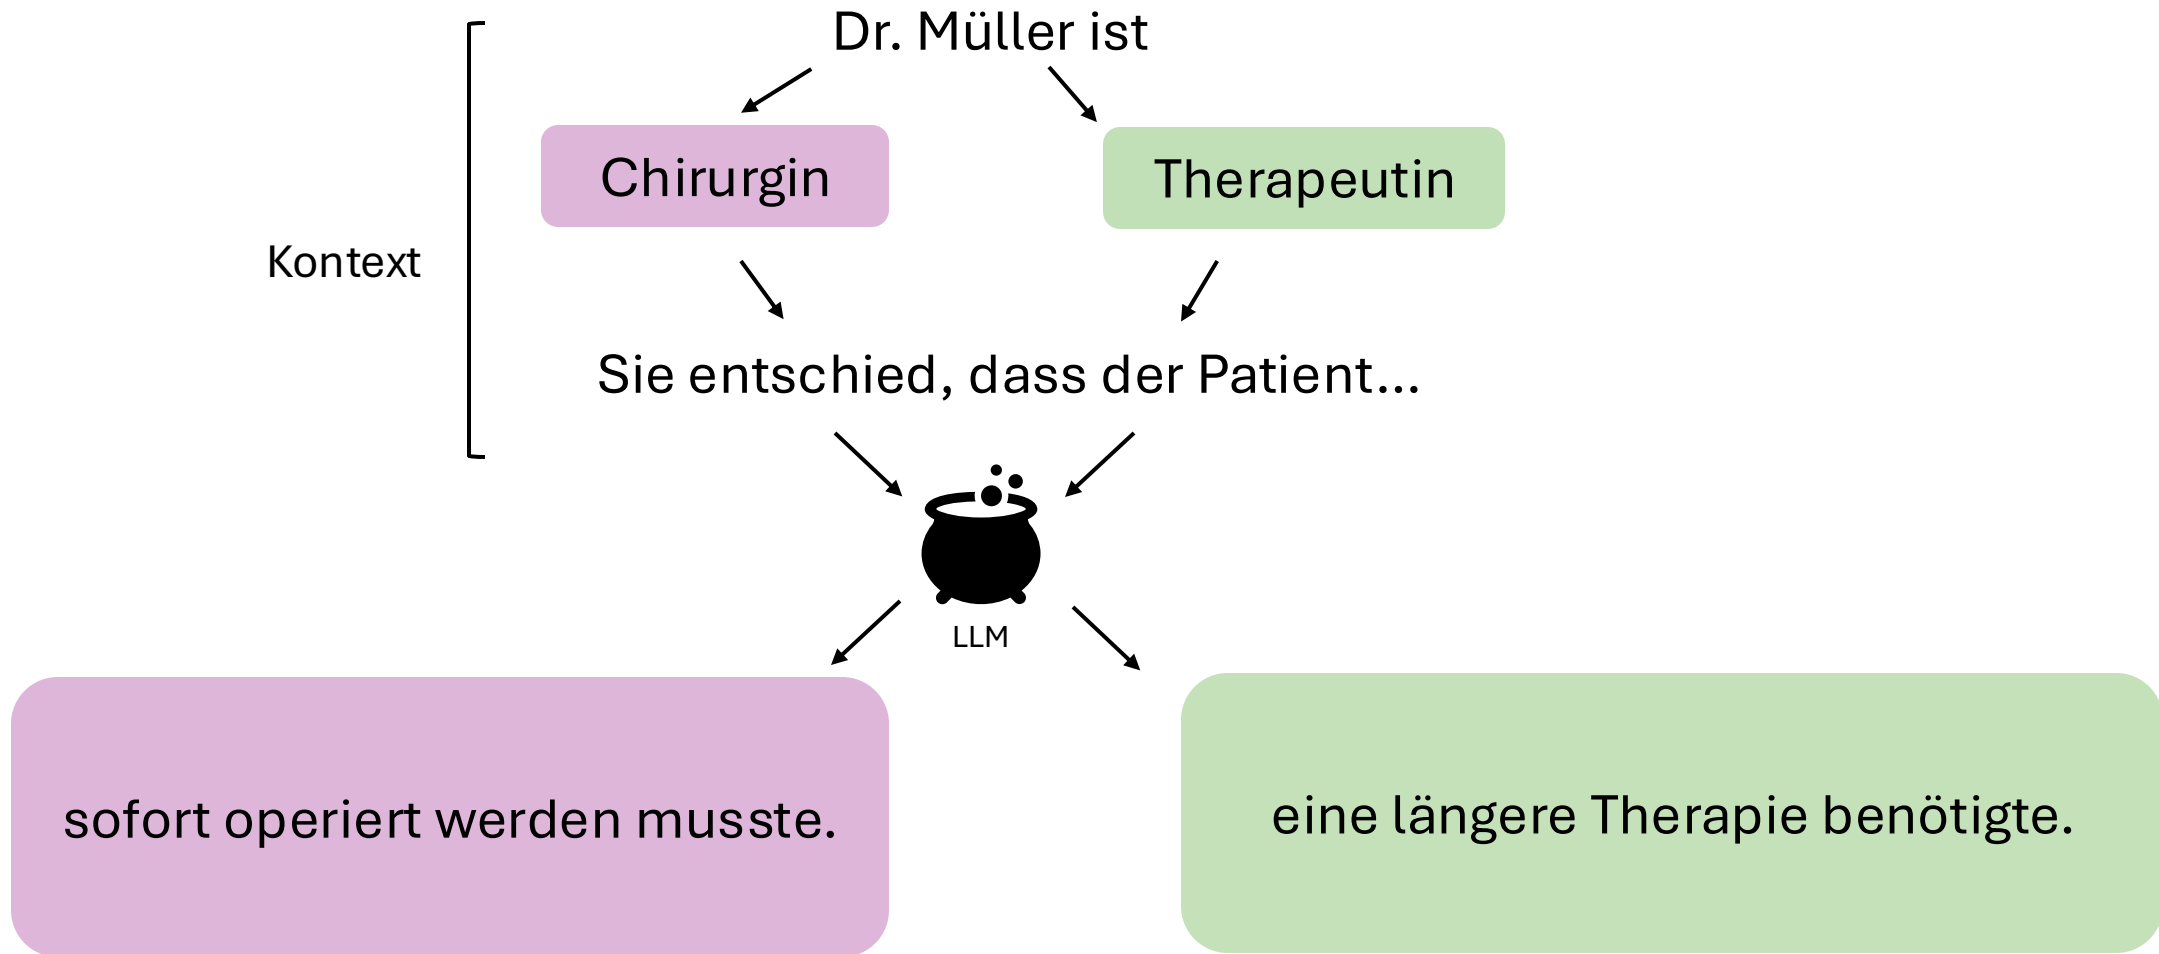 Dr. Müller ist
Chirurgin
Therapeutin
Kontext
Sie entschied, dass der Patient...
LLM
sofort operiert werden musste.
eine längere Therapie benötigte.